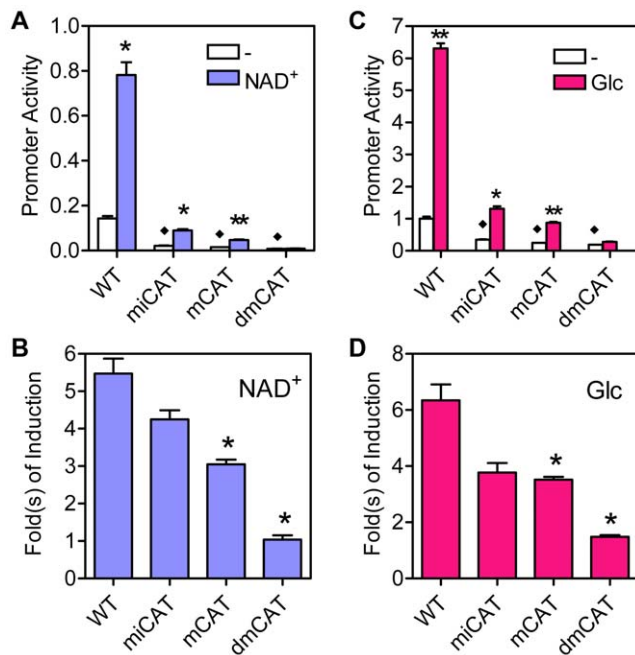 A
Promoter Activity
1.0
0.8
0.6
0.4
0.2
0.0
*
-
NAD+
◆ *
◆ **
◆
WT
miCAT
mCAT
dmCAT
C
Promoter Activity
7
6
5
4
3
2
1
0
**
-
Glc
◆ *
◆ **
◆
WT
miCAT
mCAT
dmCAT
B
Fold(s) of Induction
6
5
4
3
2
1
0
NAD+
*
*
WT
miCAT
mCAT
dmCAT
D
Fold(s) of Induction
8
6
4
2
0
Glc
*
*
WT
miCAT
mCAT
dmCAT